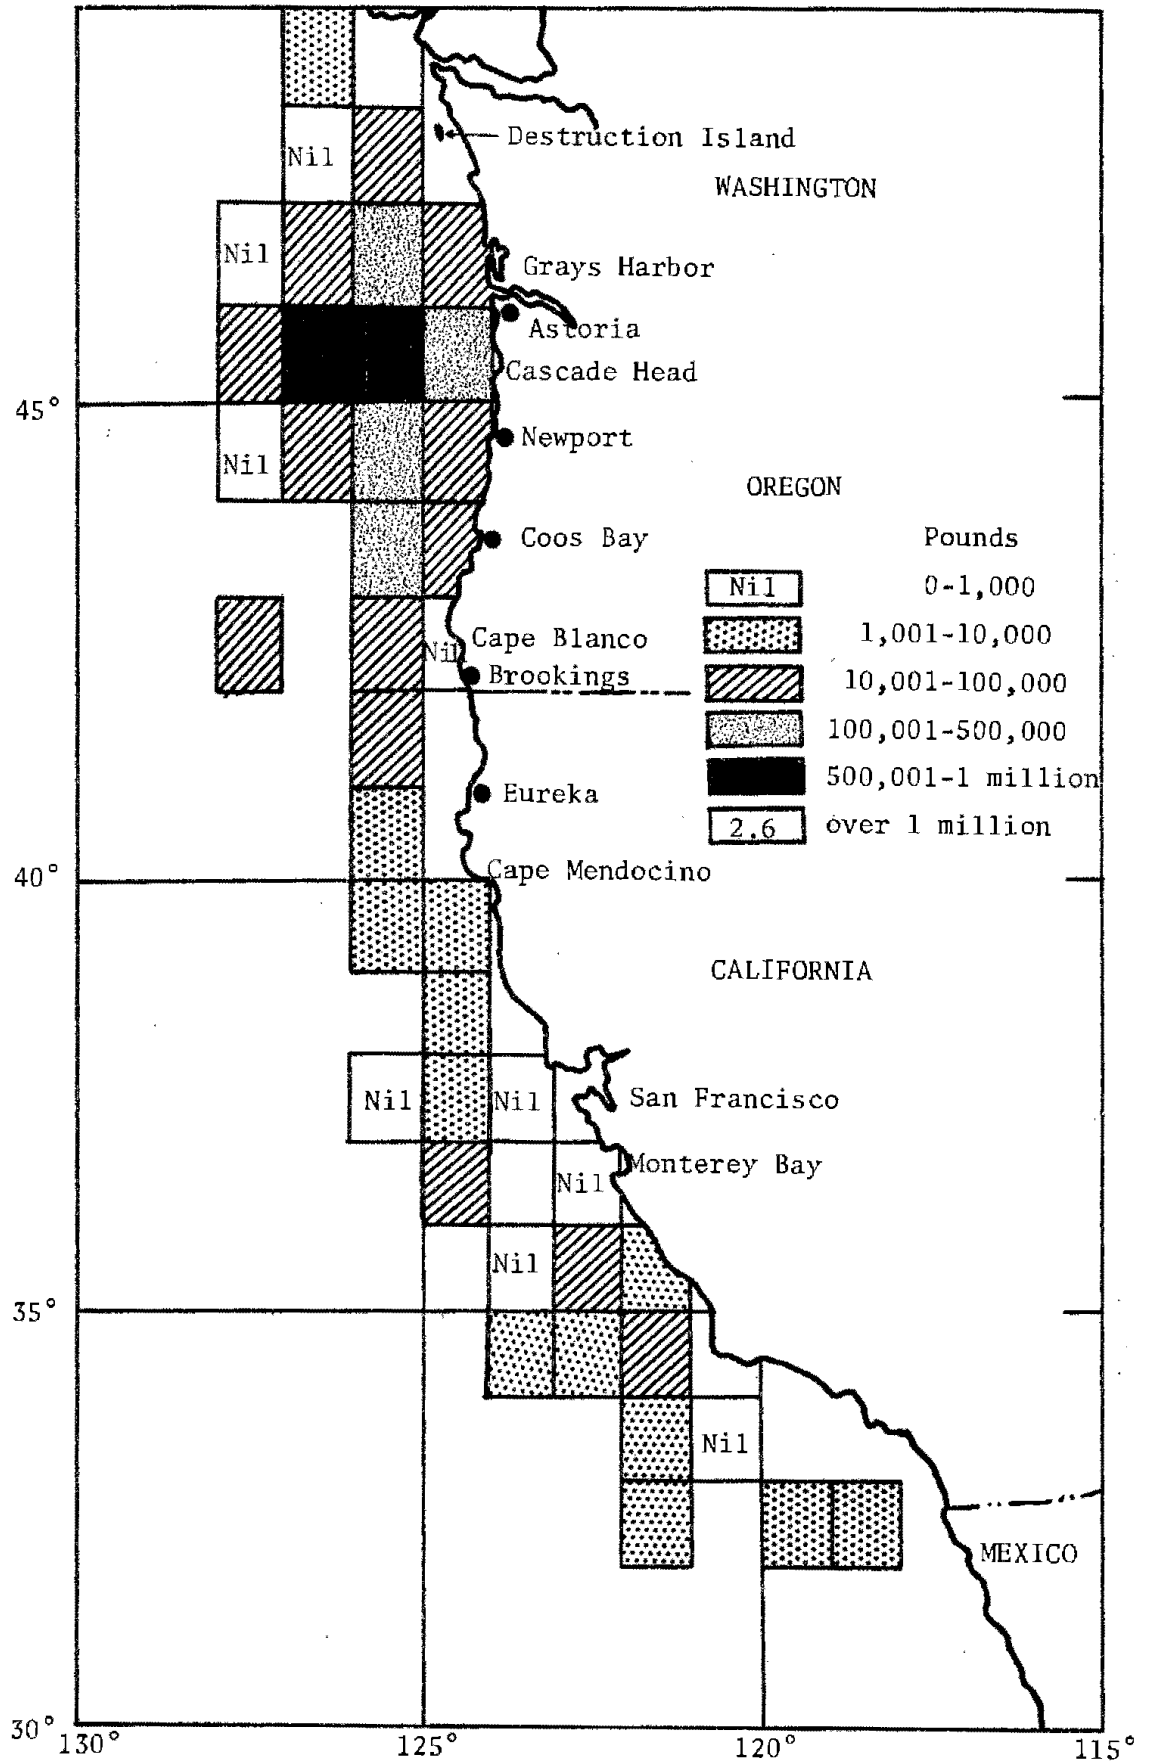 Destruction Island
Nil
WASHINGTON
Nil
Grays Harbor
Astoria
Cascade Head
45°
Newport
Nil
OREGON
Coos Bay
Pounds
Nil 0-1,000
1,001-10,000
Cape Blanco
Nil
Brookings
10,001-100,000
100,001-500,000
500,001-1 million
Eureka
2.6 over 1 million
40°
Cape Mendocino
CALIFORNIA
Nil
Nil
San Francisco
Monterey Bay
Nil
Nil
35°
Nil
MEXICO
30°
130° 125° 120° 115°